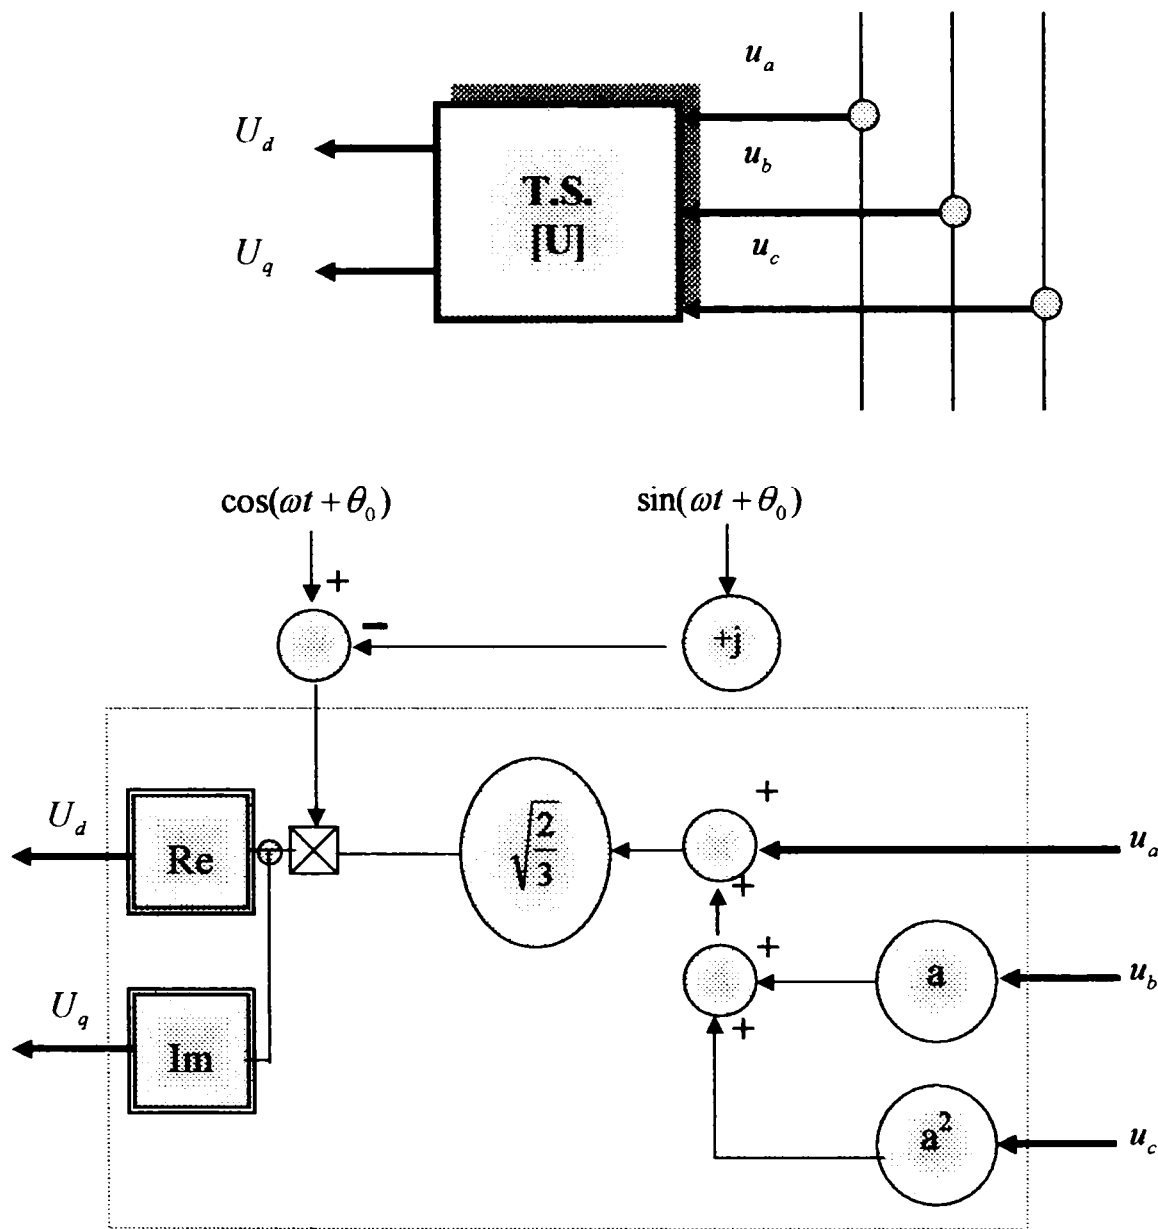 u_a
U_d
u_b
T.S.
[U]
u_c
U_q
cos(ωt + θ_0) sin(ωt + θ_0)
+
− +j
+
U_d
Re √(2/3) u_a
+
+
U_q a u_b
Im +
a² u_c